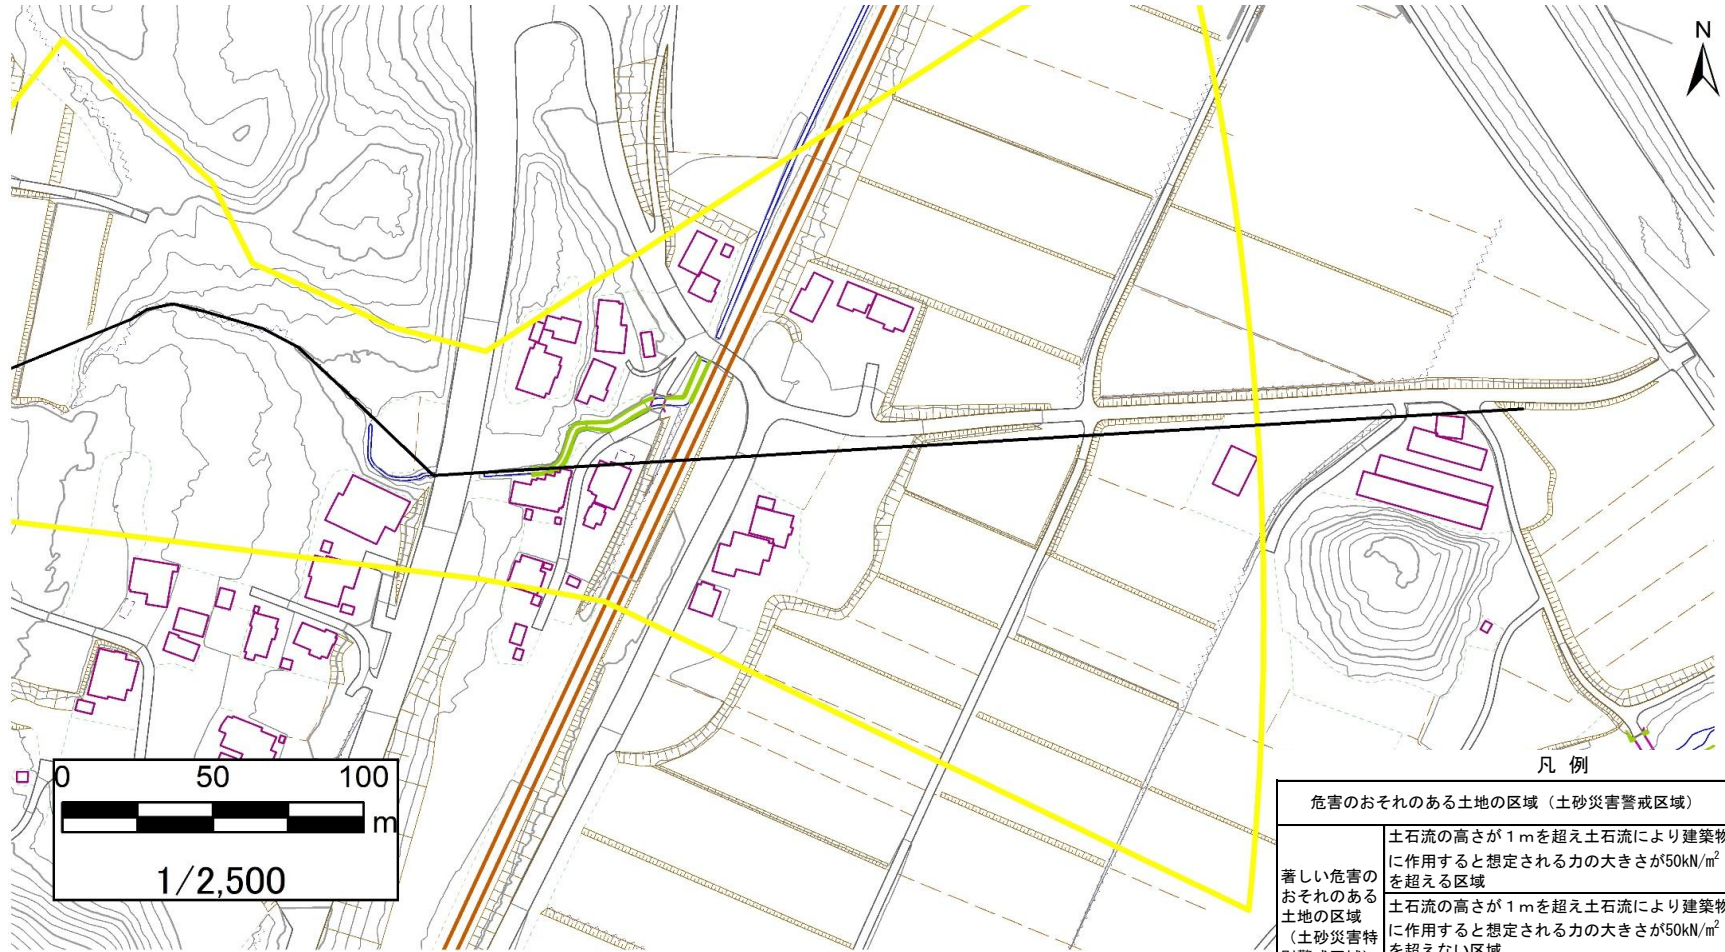 N
0 50 100
m
1/2,500
凡 例
危害のおそれのある土地の区域(土砂災害警戒区域)
著しい危害の
おそれのある
土地の区域
(土砂災害特
土石流の高さが1mを超え土石流により建築物
に作用すると想定される力の大きさが50kN/m²
を超える区域
土石流の高さが1mを超え土石流により建築物
に作用すると想定される力の大きさが50kN/m²
を超えない区域